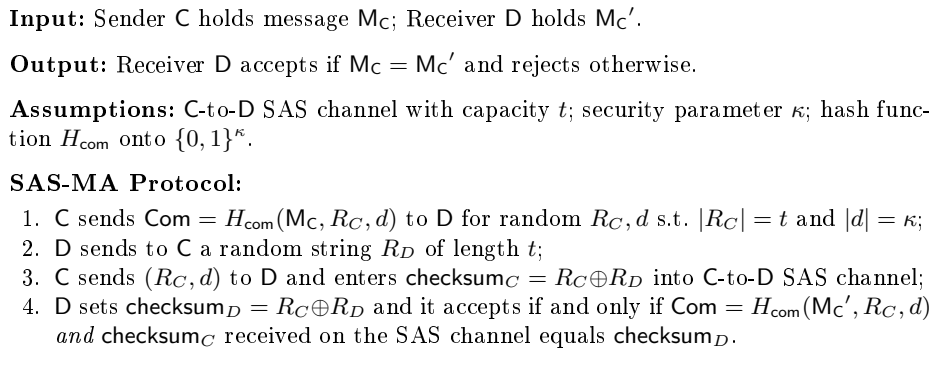 Input: Sender C holds message M_C; Receiver D holds M_C′.
Output: Receiver D accepts if M_C = M_C′ and rejects otherwise.
Assumptions: C-to-D SAS channel with capacity t; security parameter κ; hash func-
tion H_com onto {0, 1}^κ.
SAS-MA Protocol:
1. C sends Com = H_com(M_C, R_C, d) to D for random R_C, d s.t. |R_C| = t and |d| = κ;
2. D sends to C a random string R_D of length t;
3. C sends (R_C, d) to D and enters checksum_C = R_C⊕R_D into C-to-D SAS channel;
4. D sets checksum_D = R_C⊕R_D and it accepts if and only if Com = H_com(M_C′, R_C, d)
and checksum_C received on the SAS channel equals checksum_D.